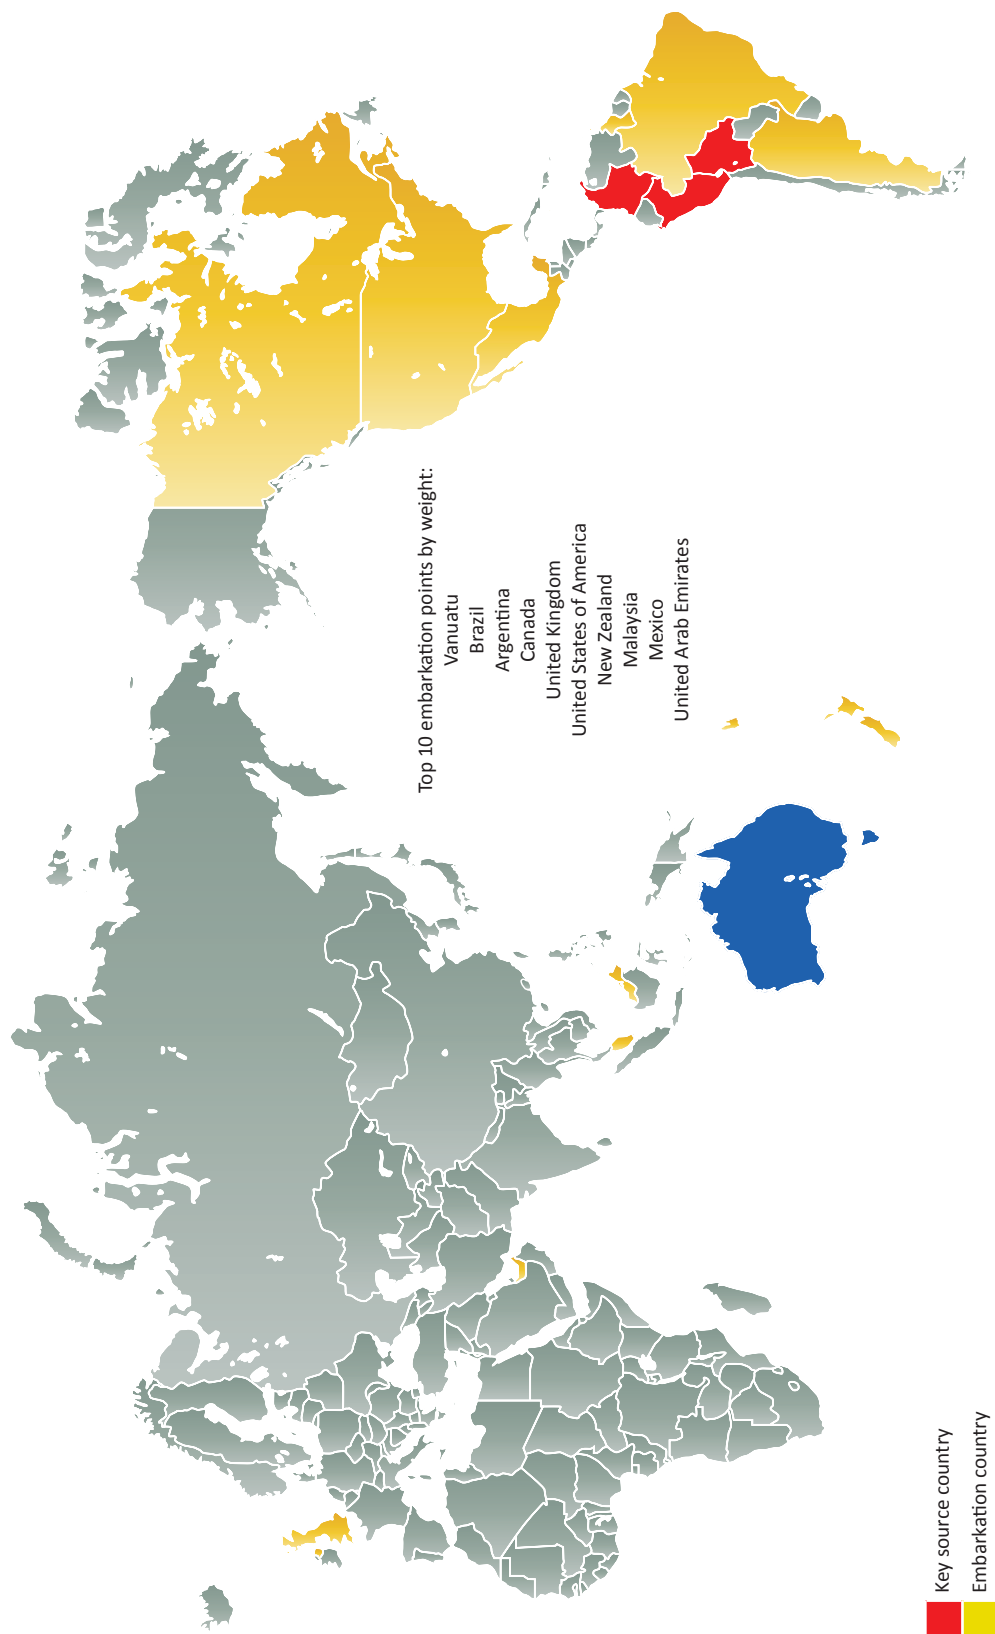 Top 10 embarkation points by weight:
Vanuatu
Brazil
Argentina
Canada
United Kingdom
United States of America
New Zealand
Malaysia
Mexico
United Arab Emirates
Key source country
Embarkation country